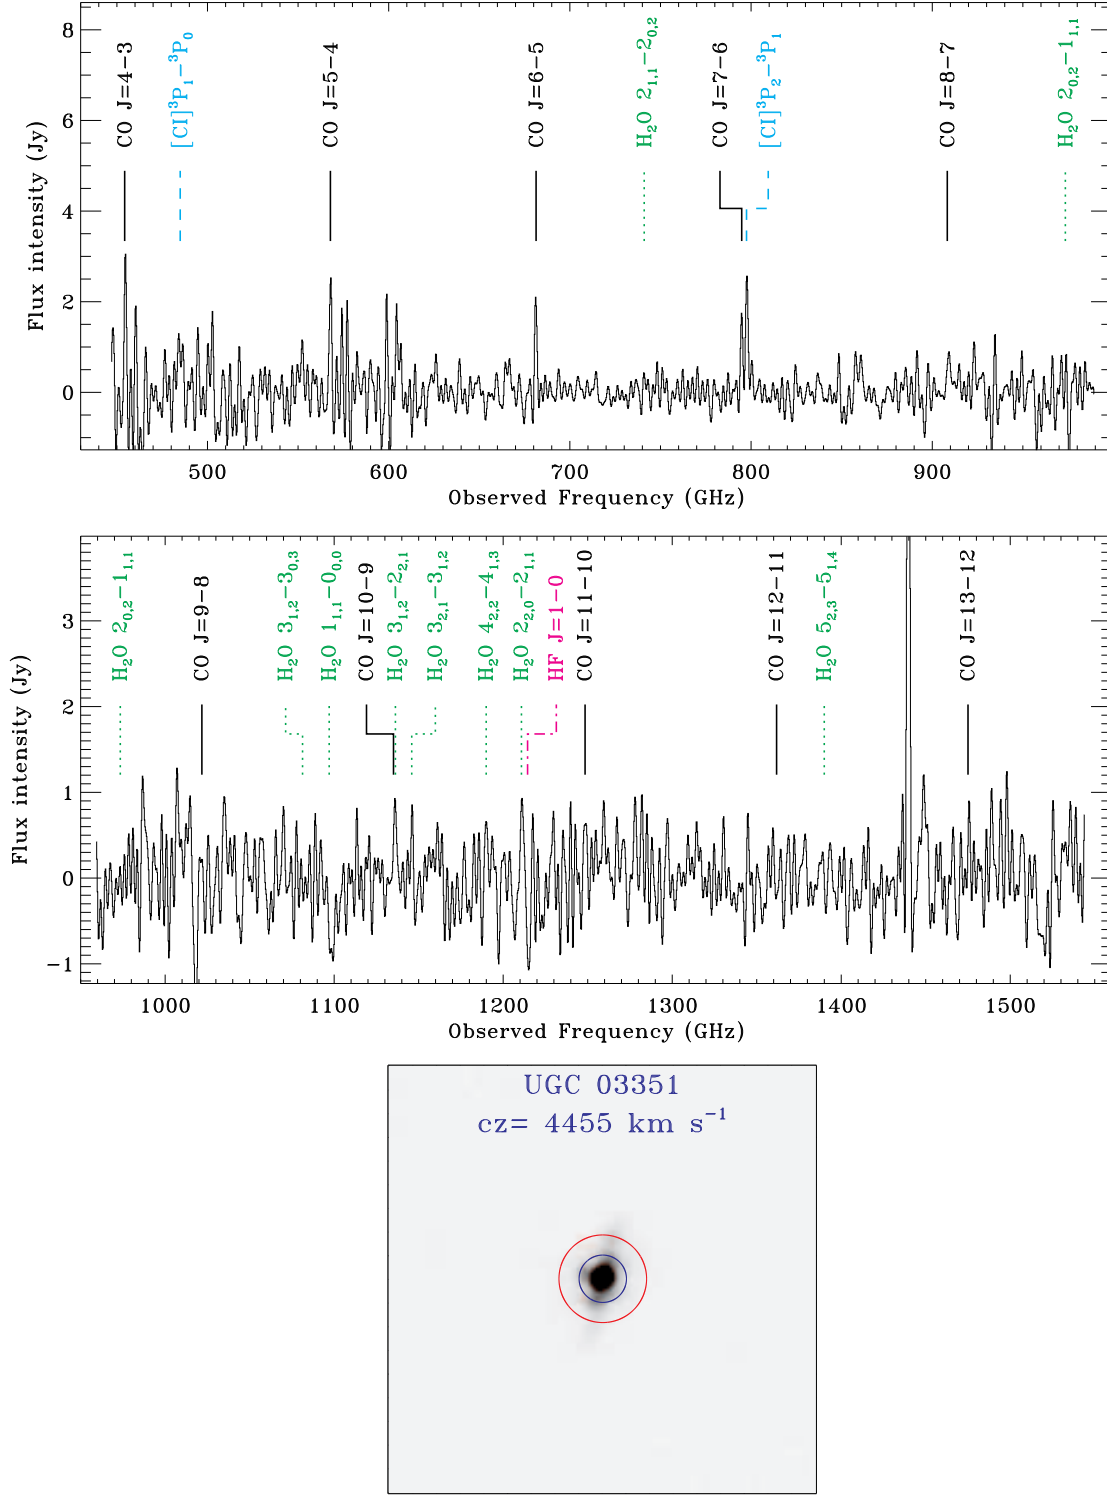 CO J=4−3
[CI]³P₁−³P₀
CO J=5−4
CO J=6−5
H₂O 2₁,₁−2₀,₂
CO J=7−6
[CI]³P₂−³P₁
CO J=8−7
H₂O 2₀,₂−1₁,₁
8
6
4
2
0
Flux intensity (Jy)
500 600 700 800 900
Observed Frequency (GHz)
H₂O 2₀,₂−1₁,₁
CO J=9−8
H₂O 3₁,₂−3₀,₃
H₂O 1₁,₁−0₀,₀
CO J=10−9
H₂O 3₁,₂−2₂,₁
H₂O 3₂,₁−3₁,₂
H₂O 4₂,₂−4₁,₃
H₂O 2₂,₀−2₁,₁
HF J=1−0
CO J=11−10
CO J=12−11
H₂O 5₂,₃−5₁,₄
CO J=13−12
3
2
1
0
−1
Flux intensity (Jy)
1000 1100 1200 1300 1400 1500
Observed Frequency (GHz)
UGC 03351
cz= 4455 km s⁻¹